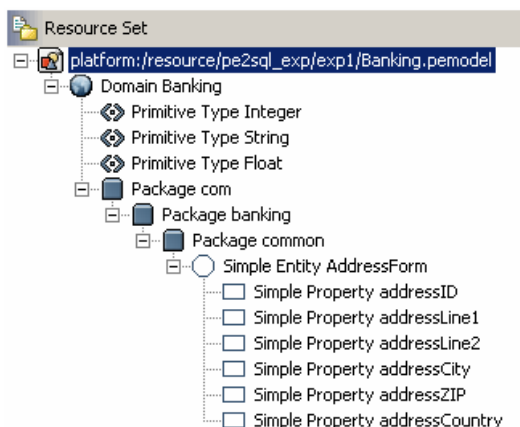 Resource Set
platform:/resource/pe2sql_exp/exp1/Banking.pemodel
Domain Banking
Primitive Type Integer
Primitive Type String
Primitive Type Float
Package com
Package banking
Package common
Simple Entity AddressForm
Simple Property addressID
Simple Property addressLine1
Simple Property addressLine2
Simple Property addressCity
Simple Property addressZIP
Simple Property addressCountry